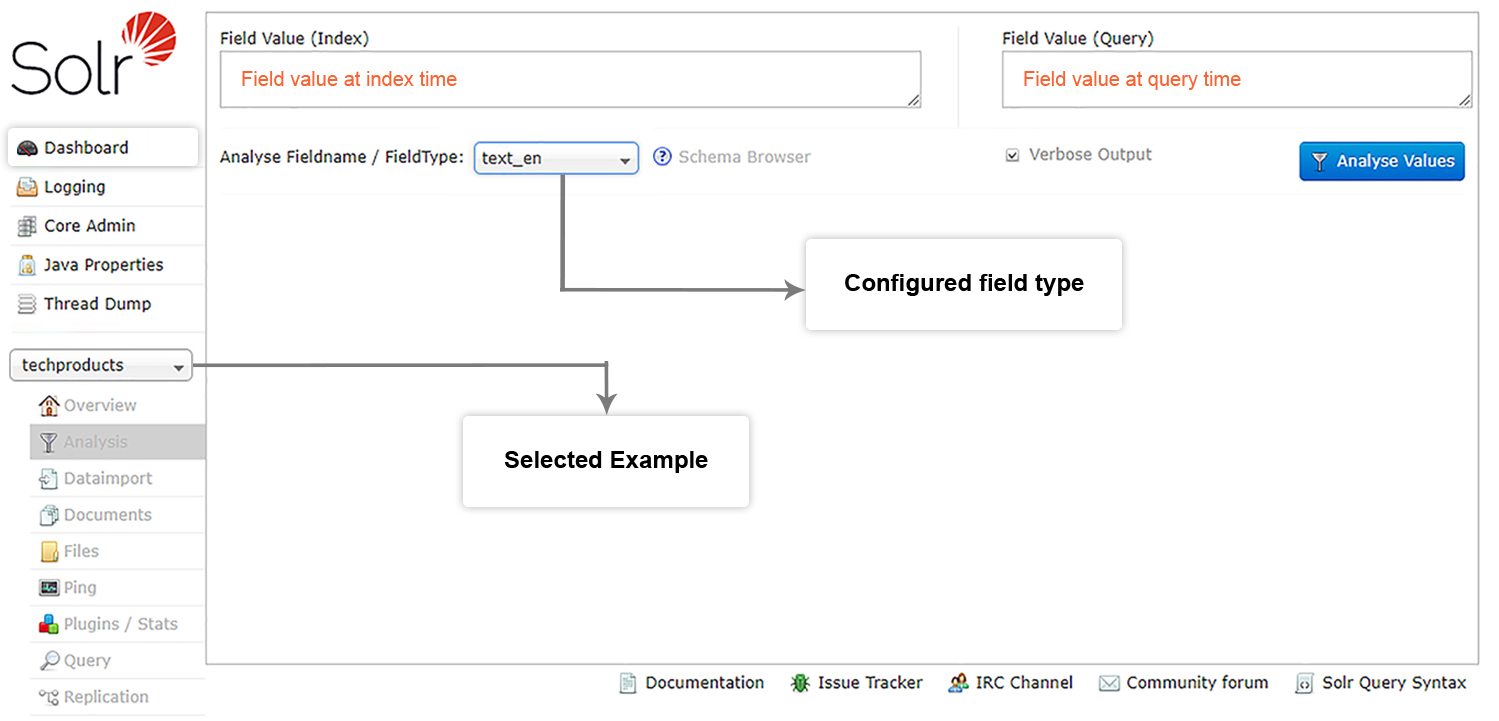 Solr
Dashboard
Logging
Core Admin
Java Properties
Thread Dump
techproducts
Overview
Analysis
Dataimport
Documents
Files
Ping
Plugins / Stats
Query
Replication
Field Value (Index)
Field value at index time
Field Value (Query)
Field value at query time
Analyse Fieldname / FieldType: text_en ? Schema Browser
Verbose Output
Analyse Values
Configured field type
Selected Example
Documentation Issue Tracker IRC Channel Community forum Solr Query Syntax